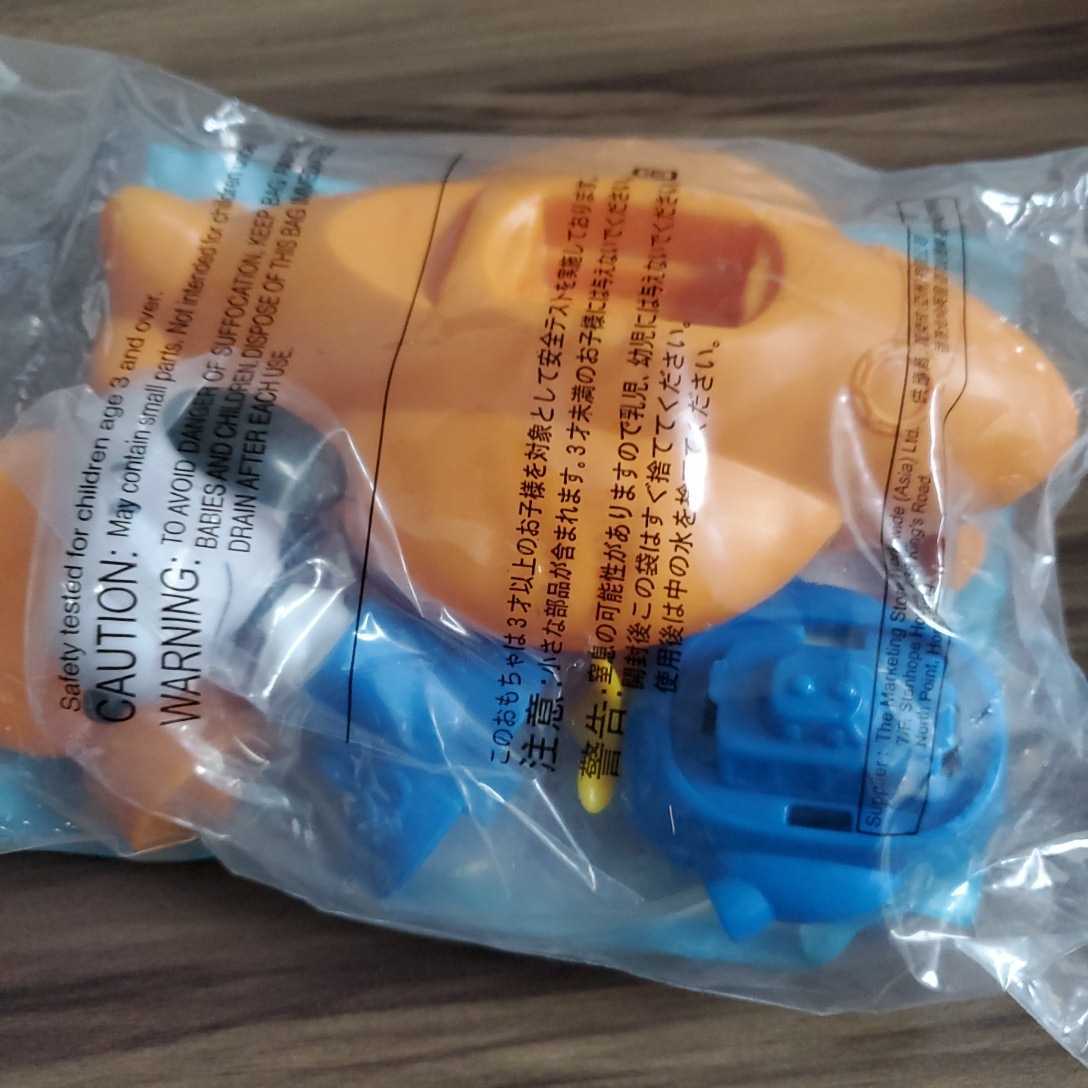 Safety tested for children age 3 and over.
CAUTION: May contain small parts. Not intended for children
WARNING: TO AVOID DANGER OF SUFFOCATION, KEEP BAG
BABIES AND CHILDREN. DISPOSE OF THIS BAG
DRAIN AFTER EACH USE.
このおもちゃは3才以上のお子様を対象として安全テストを実施しております。
注意:小さな部品が含まれます。3才未満のお子様には与えないでください。
警告:窒息の可能性がありますので乳児、幼児には与えないでください。
開封後この袋はすぐ捨ててください。
使用後は中の水を捨ててください。
Supplier: The Marketing Store (Asia) Ltd. 供應商
7/F, Stanhope King's Road,
North Point,